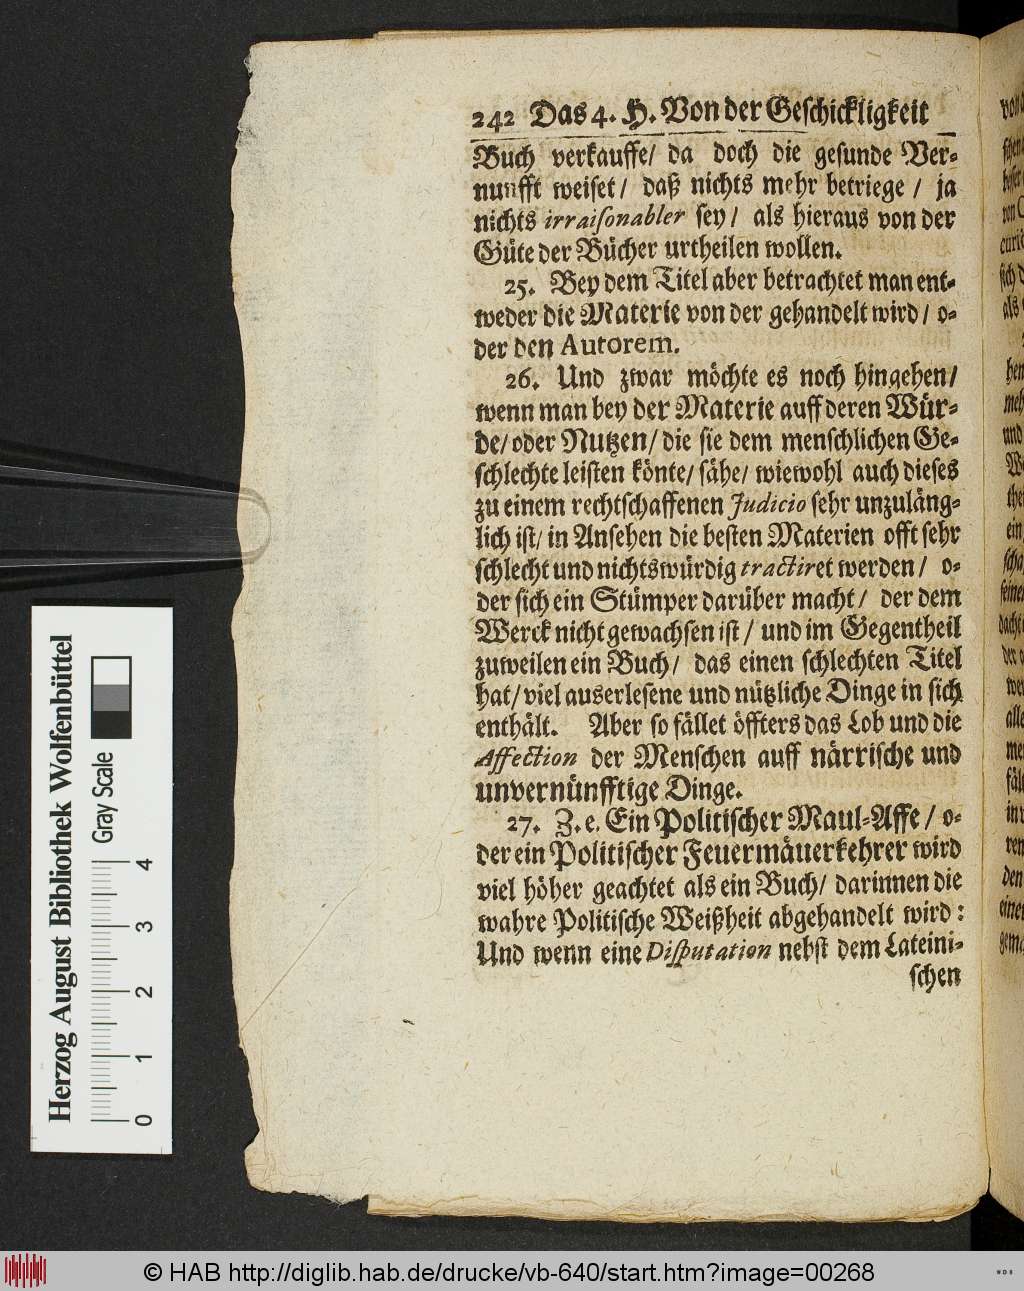 242 Das 4. H. Von der Geſchickligkeit
Buch verkauffe/ da doch die geſunde Ver-
nunfft weiſet/ daß nichts mehr betriege / ja
nichts irraiſonabler ſey/ als hieraus von der
Güte der Bücher urtheilen wollen.
25. Bey dem Titel aber betrachtet man ent-
weder die Materie von der gehandelt wird/ o-
der den Autorem.
26. Und zwar möchte es noch hingehen/
wenn man bey der Materie auff deren Wür-
de/ oder Nutzen/ die ſie dem menſchlichen Ge-
ſchlechte leiſten könte/ ſähe/ wiewohl auch dieſes
zu einem rechtſchaffenen Judicio ſehr unzuläng-
lich iſt/ in Anſehen die beſten Materien offt ſehr
ſchlecht und nichtswürdig tractiret werden/ o-
der ſich ein Stümper darüber macht/ der dem
Werck nicht gewachſen iſt / und im Gegentheil
zuweilen ein Buch/ das einen ſchlechten Titel
hat/ viel auserleſene und nützliche Dinge in ſich
enthält. Aber ſo fället öffters das Lob und die
Affection der Menſchen auff närriſche und
unvernünfftige Dinge.
27. Z. e. Ein Politiſcher Maul-Affe / o-
der ein Politiſcher Feuermäuerkehrer wird
viel höher geachtet als ein Buch/ darinnen die
wahre Politiſche Weißheit abgehandelt wird:
Und wenn eine Diſputation nebſt dem Lateini-
ſchen
Herzog August Bibliothek Wolfenbüttel
Gray Scale
0 1 2 3 4
© HAB http://diglib.hab.de/drucke/vb-640/start.htm?image=00268